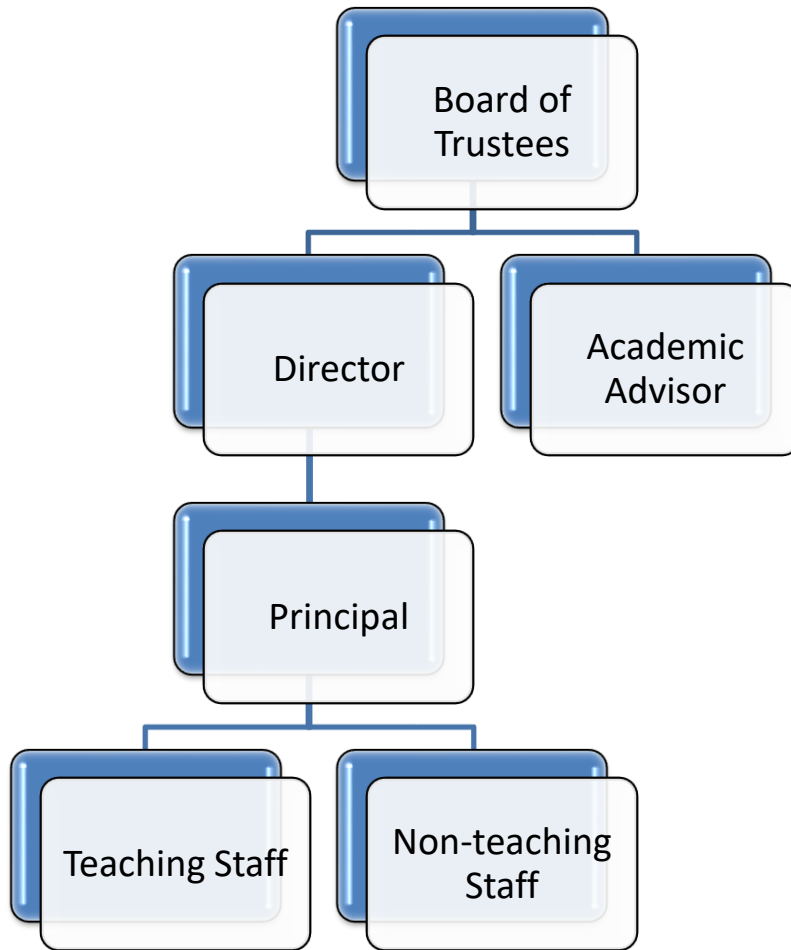 Board of
Trustees
Director
Academic
Advisor
Principal
Teaching Staff
Non-teaching
Staff